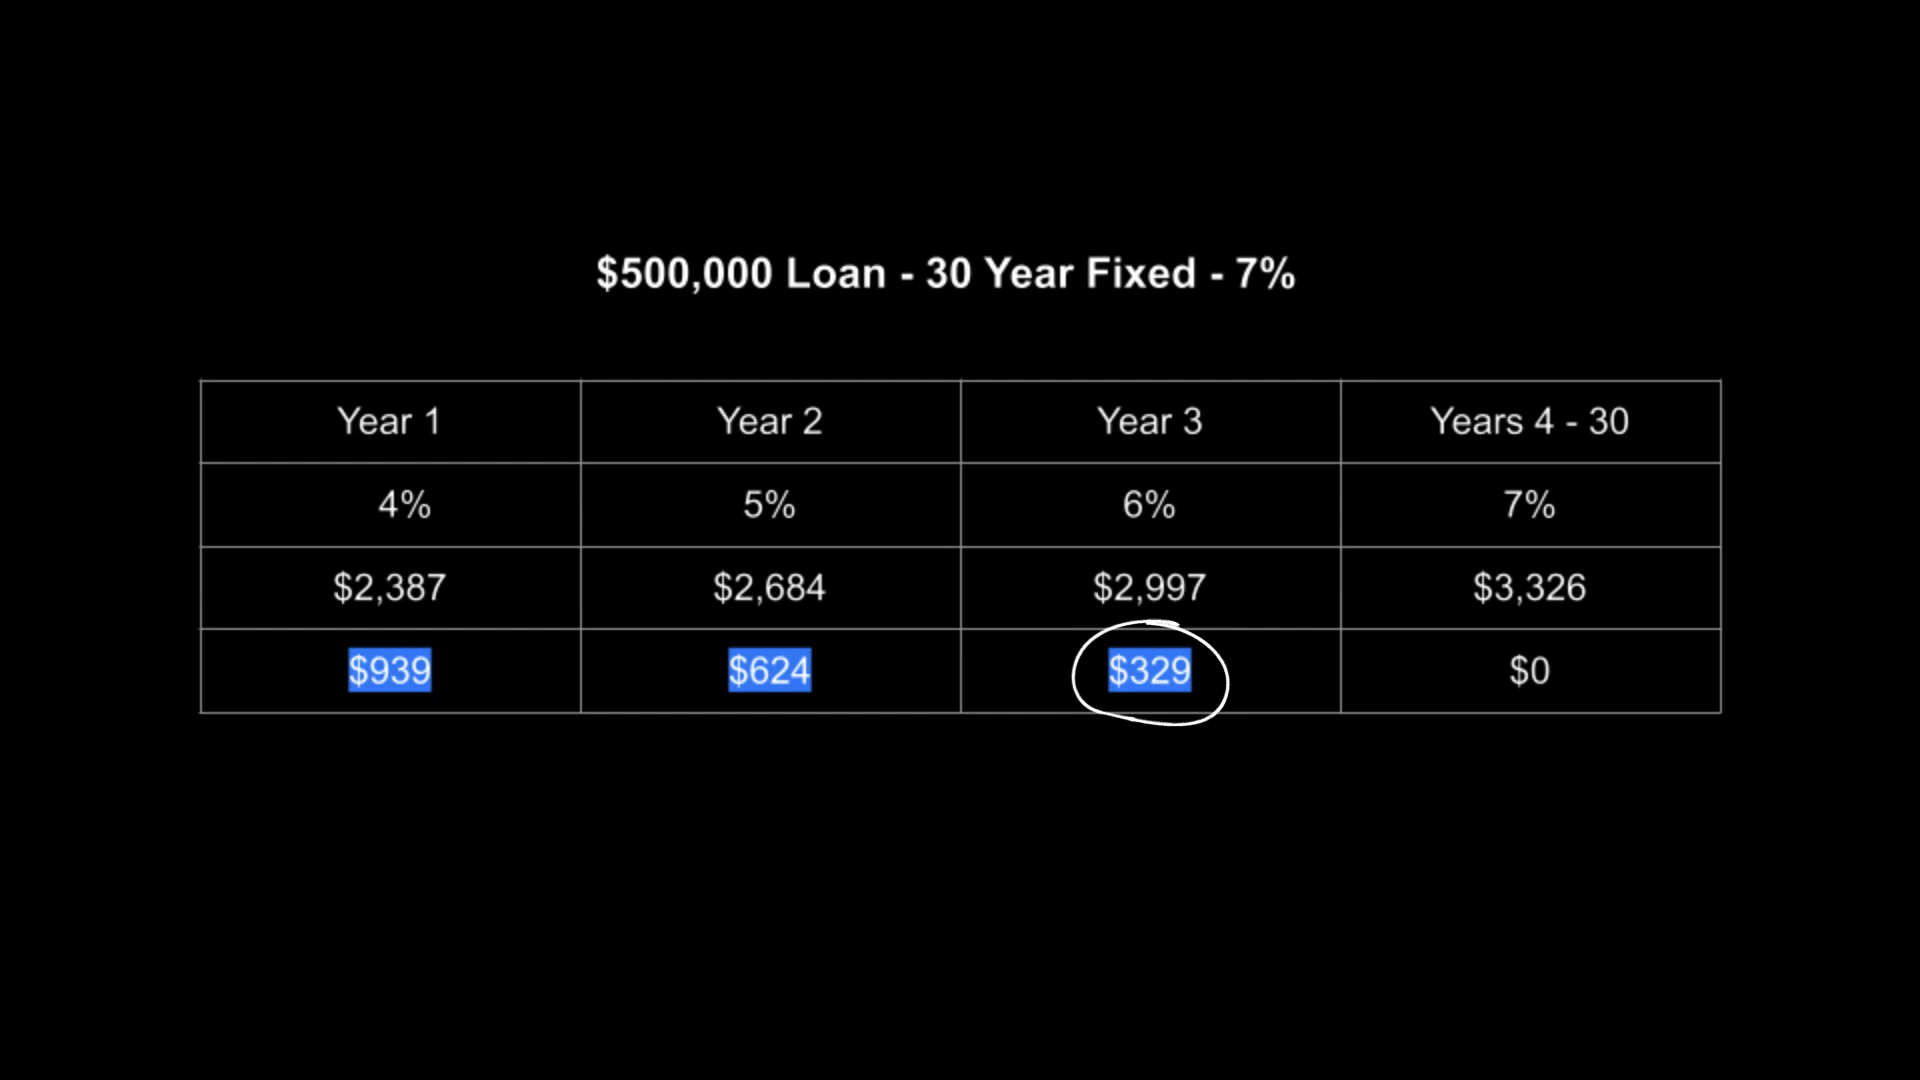 $500,000 Loan - 30 Year Fixed - 7%
Year 1 Year 2 Year 3 Years 4 - 30
4% 5% 6% 7%
$2,387 $2,684 $2,997 $3,326
$939 $624 $329 $0